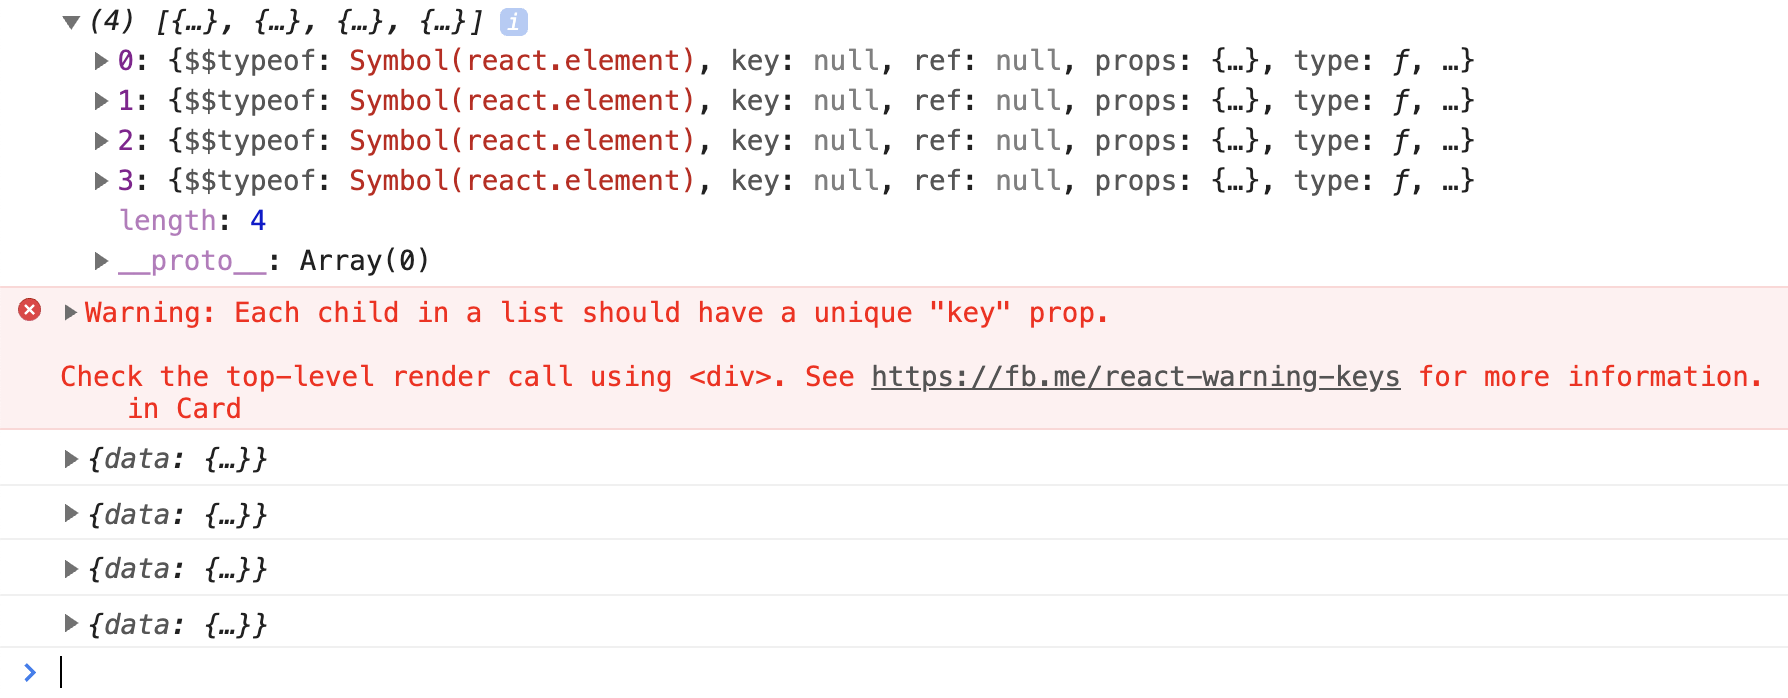 ▼(4) [{…}, {…}, {…}, {…}] i
▶0: {$$typeof: Symbol(react.element), key: null, ref: null, props: {…}, type: ƒ, …}
▶1: {$$typeof: Symbol(react.element), key: null, ref: null, props: {…}, type: ƒ, …}
▶2: {$$typeof: Symbol(react.element), key: null, ref: null, props: {…}, type: ƒ, …}
▶3: {$$typeof: Symbol(react.element), key: null, ref: null, props: {…}, type: ƒ, …}
length: 4
▶__proto__: Array(0)
▶Warning: Each child in a list should have a unique "key" prop.
Check the top-level render call using <div>. See https://fb.me/react-warning-keys for more information.
in Card
▶{data: {…}}
▶{data: {…}}
▶{data: {…}}
▶{data: {…}}
>